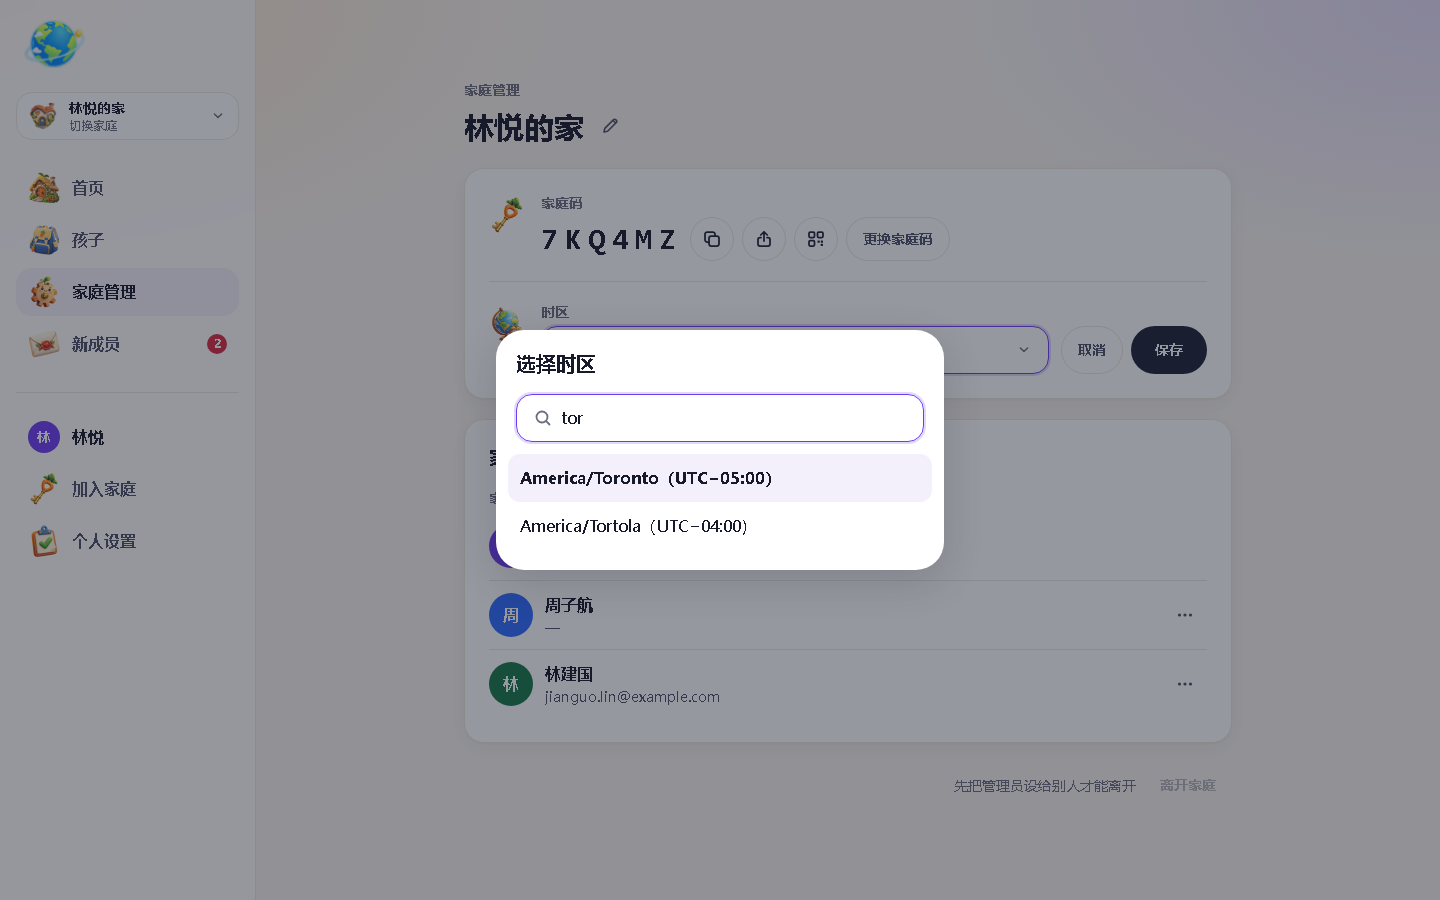 林悦的家
切换家庭
首页
孩子
家庭管理
新成员
2
林
林悦
加入家庭
个人设置
家庭管理
林悦的家
家庭码
7KQ4MZ
更换家庭码
时区
取消
保存
选择时区
tor
America/Toronto（UTC−05:00）
America/Tortola（UTC−04:00）
周
周子航
—
林
林建国
jianguo.lin@example.com
先把管理员设给别人才能离开
离开家庭